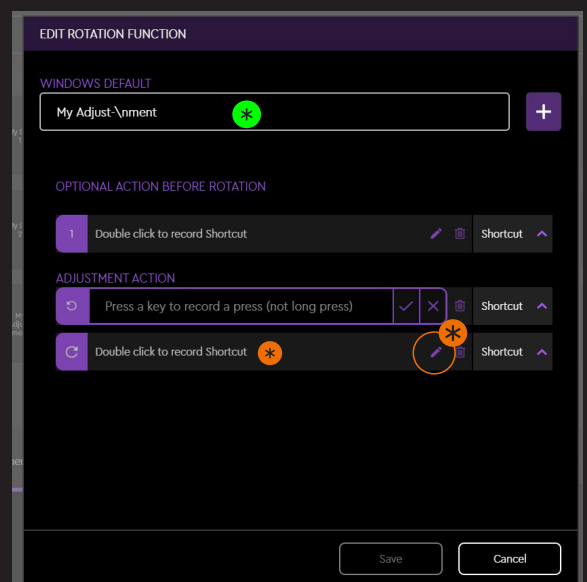 EDIT ROTATION FUNCTION
WINDOWS DEFAULT
My Adjust-\nment
*
+
OPTIONAL ACTION BEFORE ROTATION
1 Double click to record Shortcut Shortcut
ADJUSTMENT ACTION
Press a key to record a press (not long press) Shortcut
*
Double click to record Shortcut * Shortcut
Save Cancel